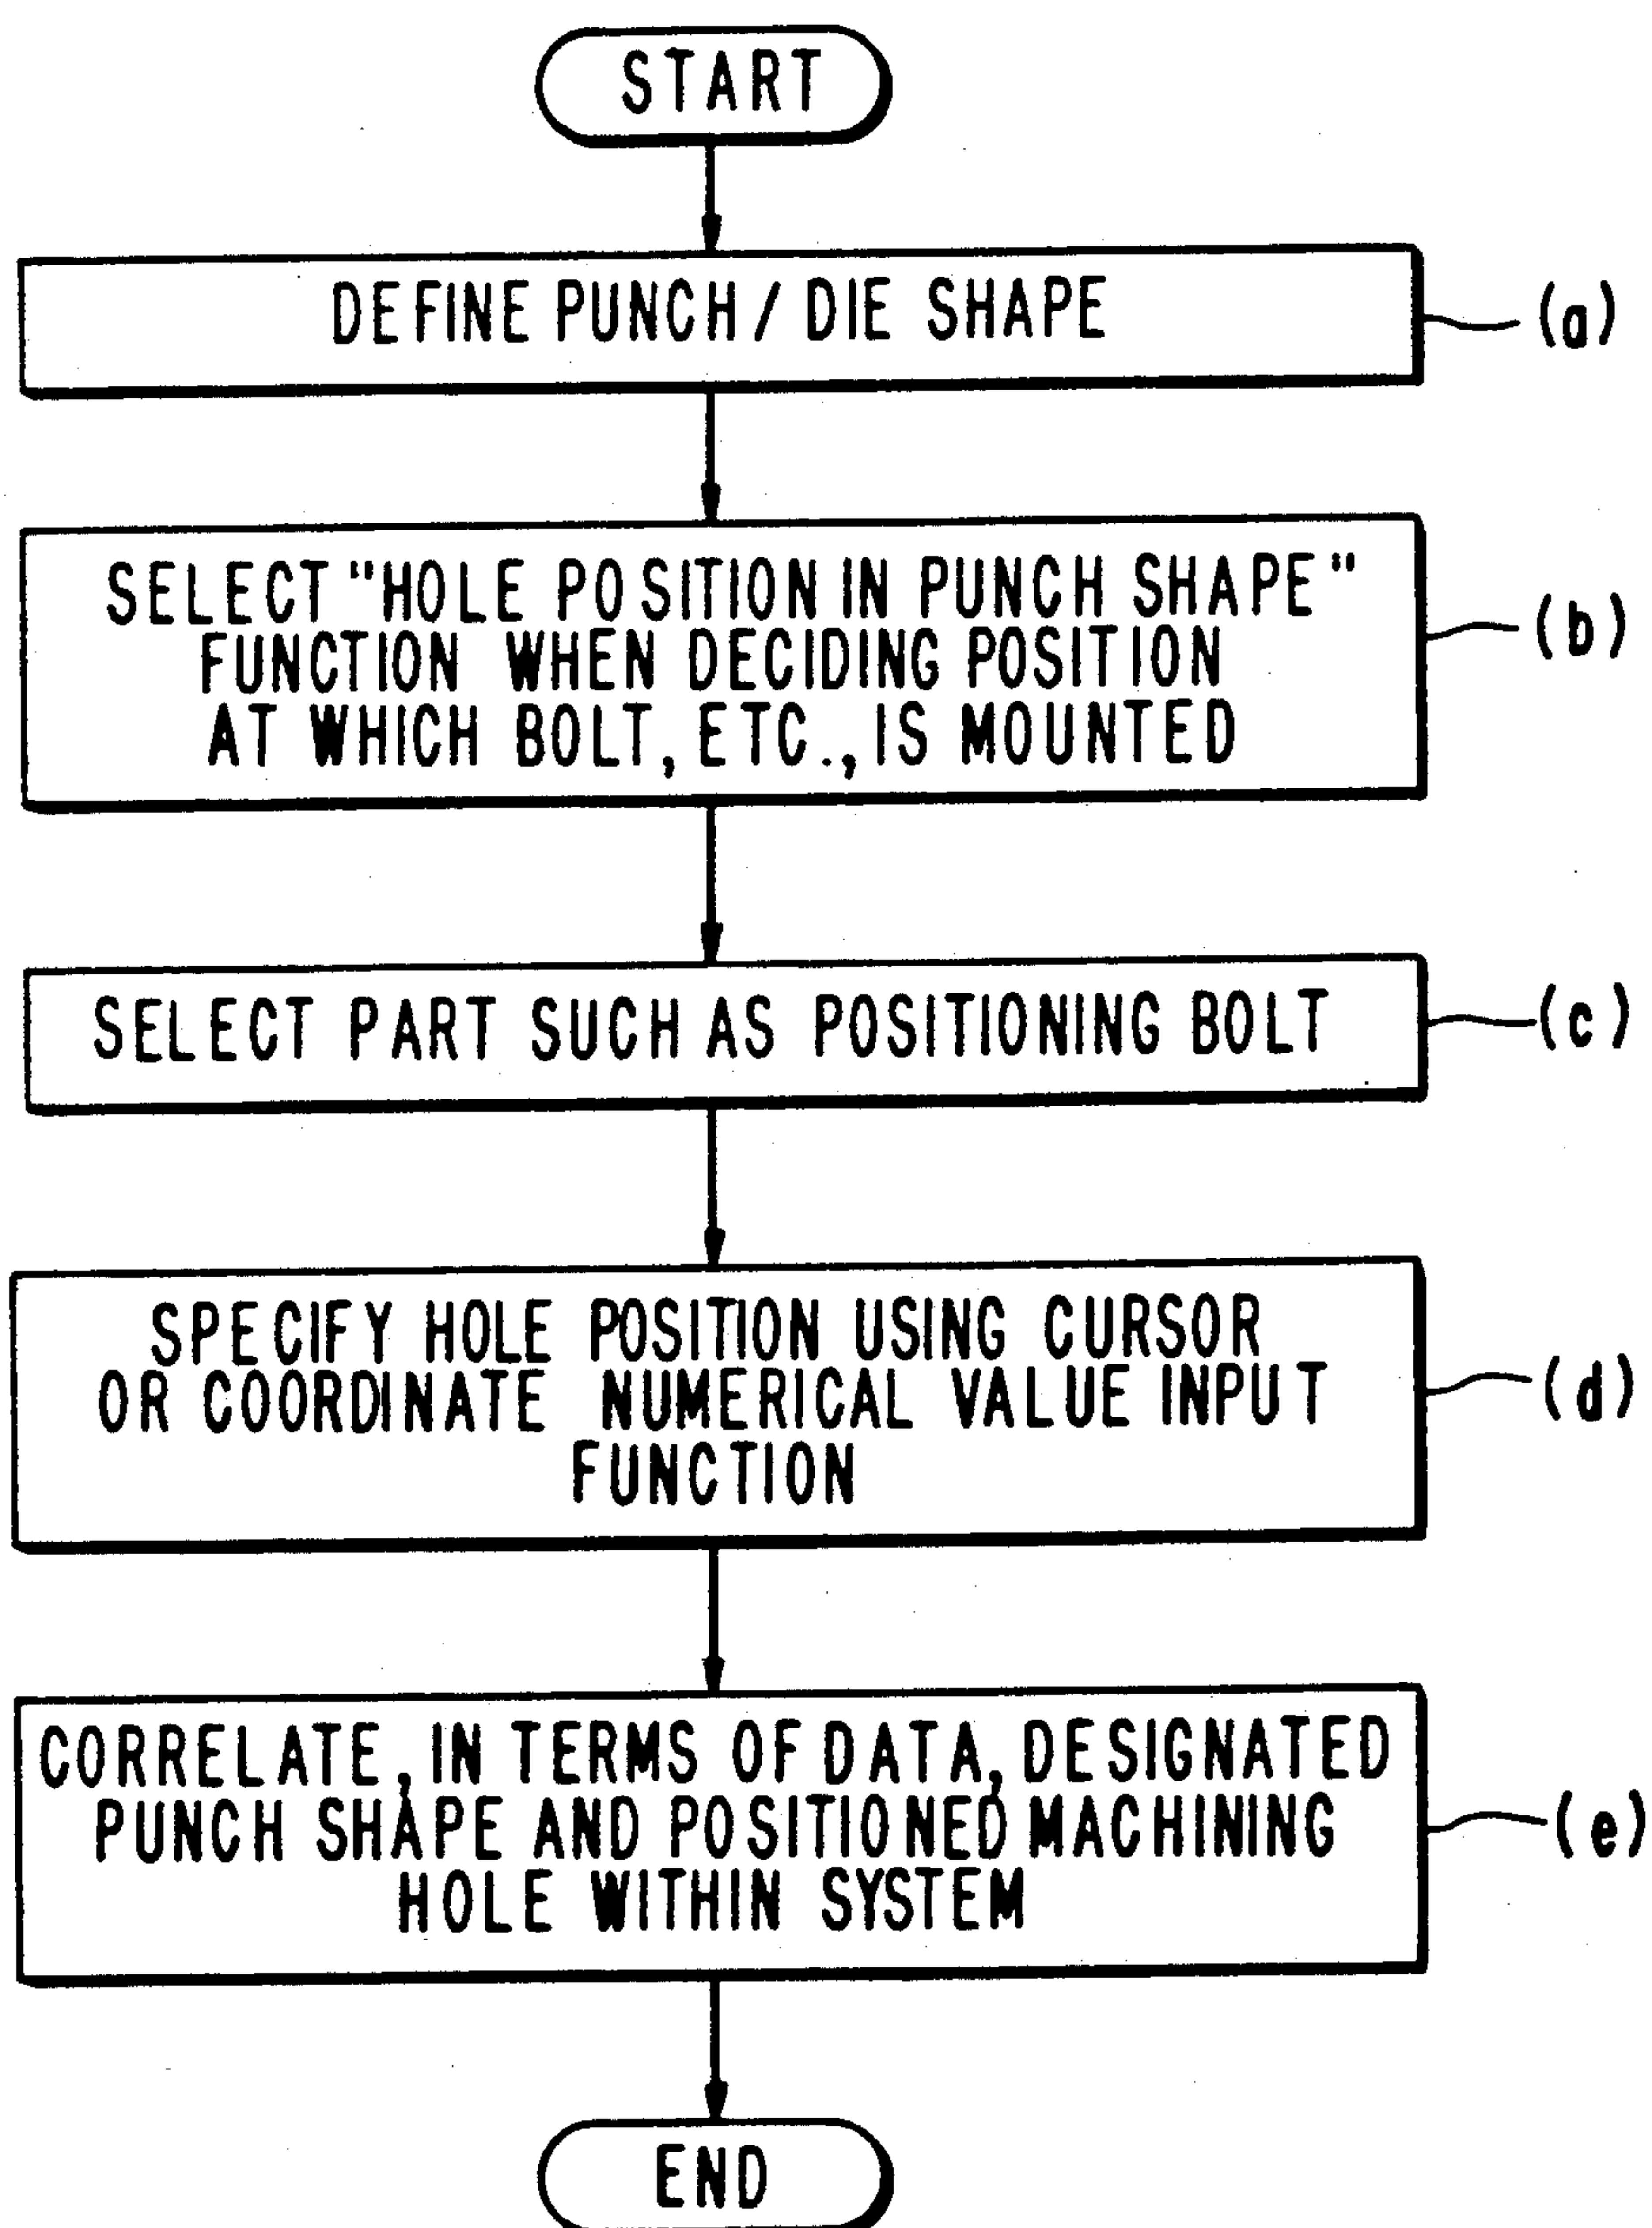 START
DEFINE PUNCH / DIE SHAPE
(a)
SELECT "HOLE POSITION IN PUNCH SHAPE"
FUNCTION WHEN DECIDING POSITION
AT WHICH BOLT, ETC., IS MOUNTED
(b)
SELECT PART SUCH AS POSITIONING BOLT
(c)
SPECIFY HOLE POSITION USING CURSOR
OR COORDINATE NUMERICAL VALUE INPUT
FUNCTION
(d)
CORRELATE, IN TERMS OF DATA, DESIGNATED
PUNCH SHAPE AND POSITIONED MACHINING
HOLE WITHIN SYSTEM
(e)
END